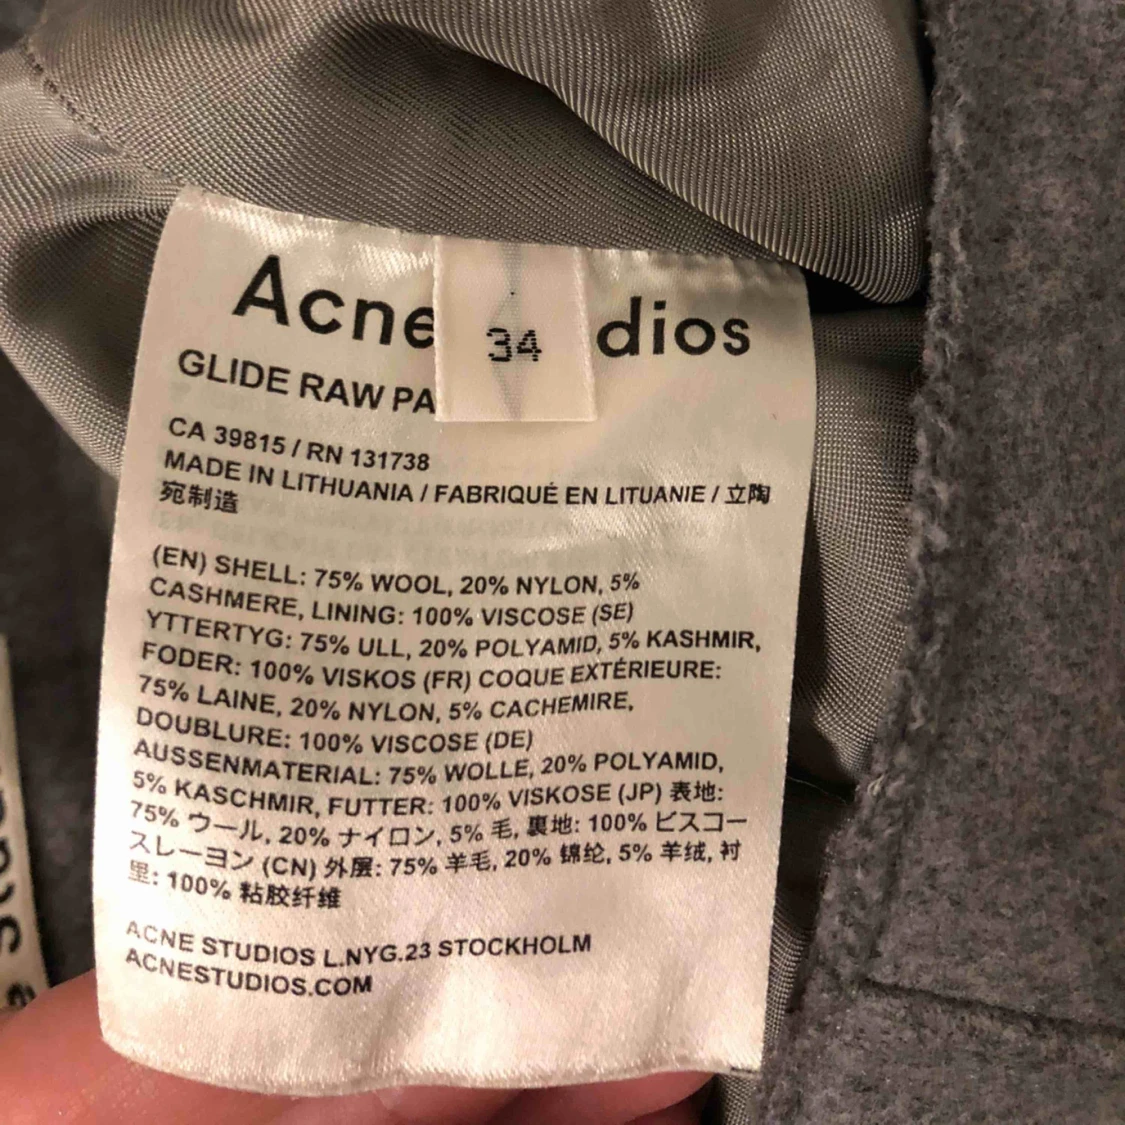 Acne dios
34
GLIDE RAW PA
CA 39815 / RN 131738
MADE IN LITHUANIA / FABRIQUÉ EN LITUANIE / 立陶
宛制造
(EN) SHELL: 75% WOOL, 20% NYLON, 5%
CASHMERE, LINING: 100% VISCOSE (SE)
YTTERTYG: 75% ULL, 20% POLYAMID, 5% KASHMIR,
FODER: 100% VISKOS (FR) COQUE EXTÉRIEURE:
75% LAINE, 20% NYLON, 5% CACHEMIRE,
DOUBLURE: 100% VISCOSE (DE)
AUSSENMATERIAL: 75% WOLLE, 20% POLYAMID,
5% KASCHMIR, FUTTER: 100% VISKOSE (JP) 表地:
75% ウール, 20% ナイロン, 5% 毛, 裏地: 100% ビスコー
スレーヨン (CN) 外层: 75% 羊毛, 20% 锦纶, 5% 羊绒, 衬
里: 100% 粘胶纤维
ACNE STUDIOS L.NYG.23 STOCKHOLM
ACNESTUDIOS.COM